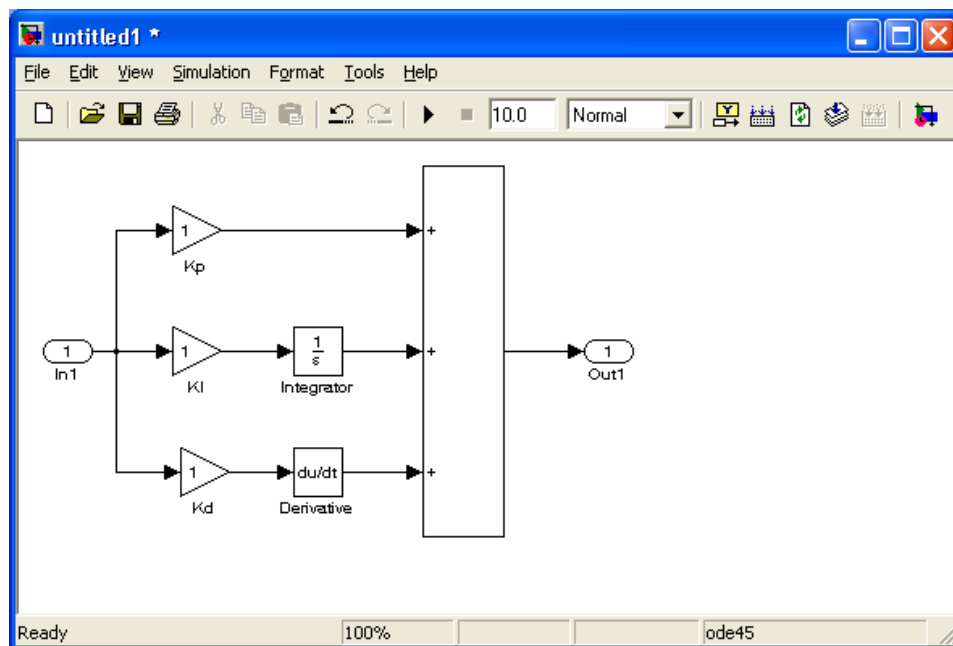 untitled1 *
File Edit View Simulation Format Tools Help
10.0 Normal
1
+
Kp
1
1
1
s
+
1
In1
KI
Integrator
Out1
1
du/dt
+
Kd
Derivative
Ready 100% ode45